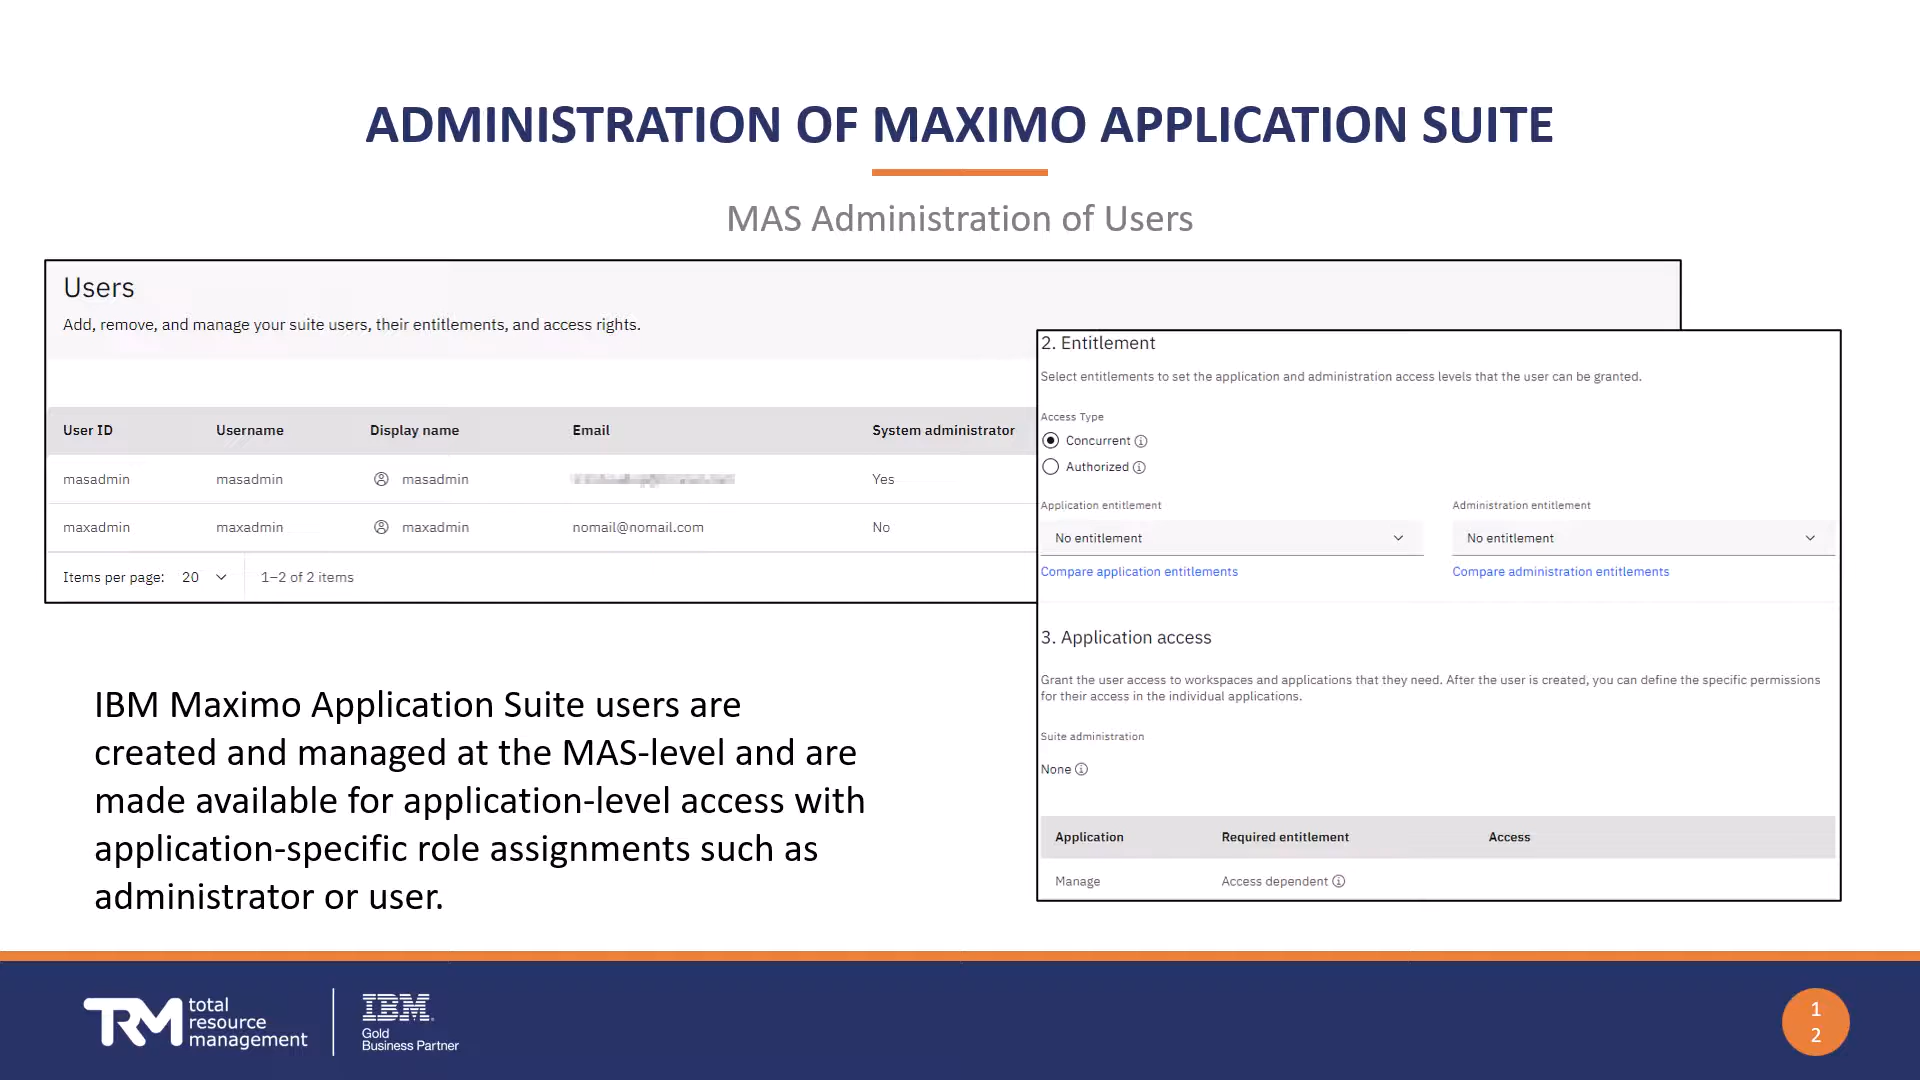 ADMINISTRATION OF MAXIMO APPLICATION SUITE
MAS Administration of Users
Users
Add, remove, and manage your suite users, their entitlements, and access rights.
User ID Username Display name Email System administrator
masadmin masadmin masadmin Yes
maxadmin maxadmin maxadmin nomail@nomail.com No
Items per page: 20 1–2 of 2 items
2. Entitlement
Select entitlements to set the application and administration access levels that the user can be granted.
Access Type
Concurrent
Authorized
Application entitlement Administration entitlement
No entitlement No entitlement
Compare application entitlements Compare administration entitlements
3. Application access
Grant the user access to workspaces and applications that they need. After the user is created, you can define the specific permissions
for their access in the individual applications.
Suite administration
None
Application Required entitlement Access
Manage Access dependent
IBM Maximo Application Suite users are
created and managed at the MAS-level and are
made available for application-level access with
application-specific role assignments such as
administrator or user.
TRM total
resource
management
IBM
Gold
Business Partner
1
2